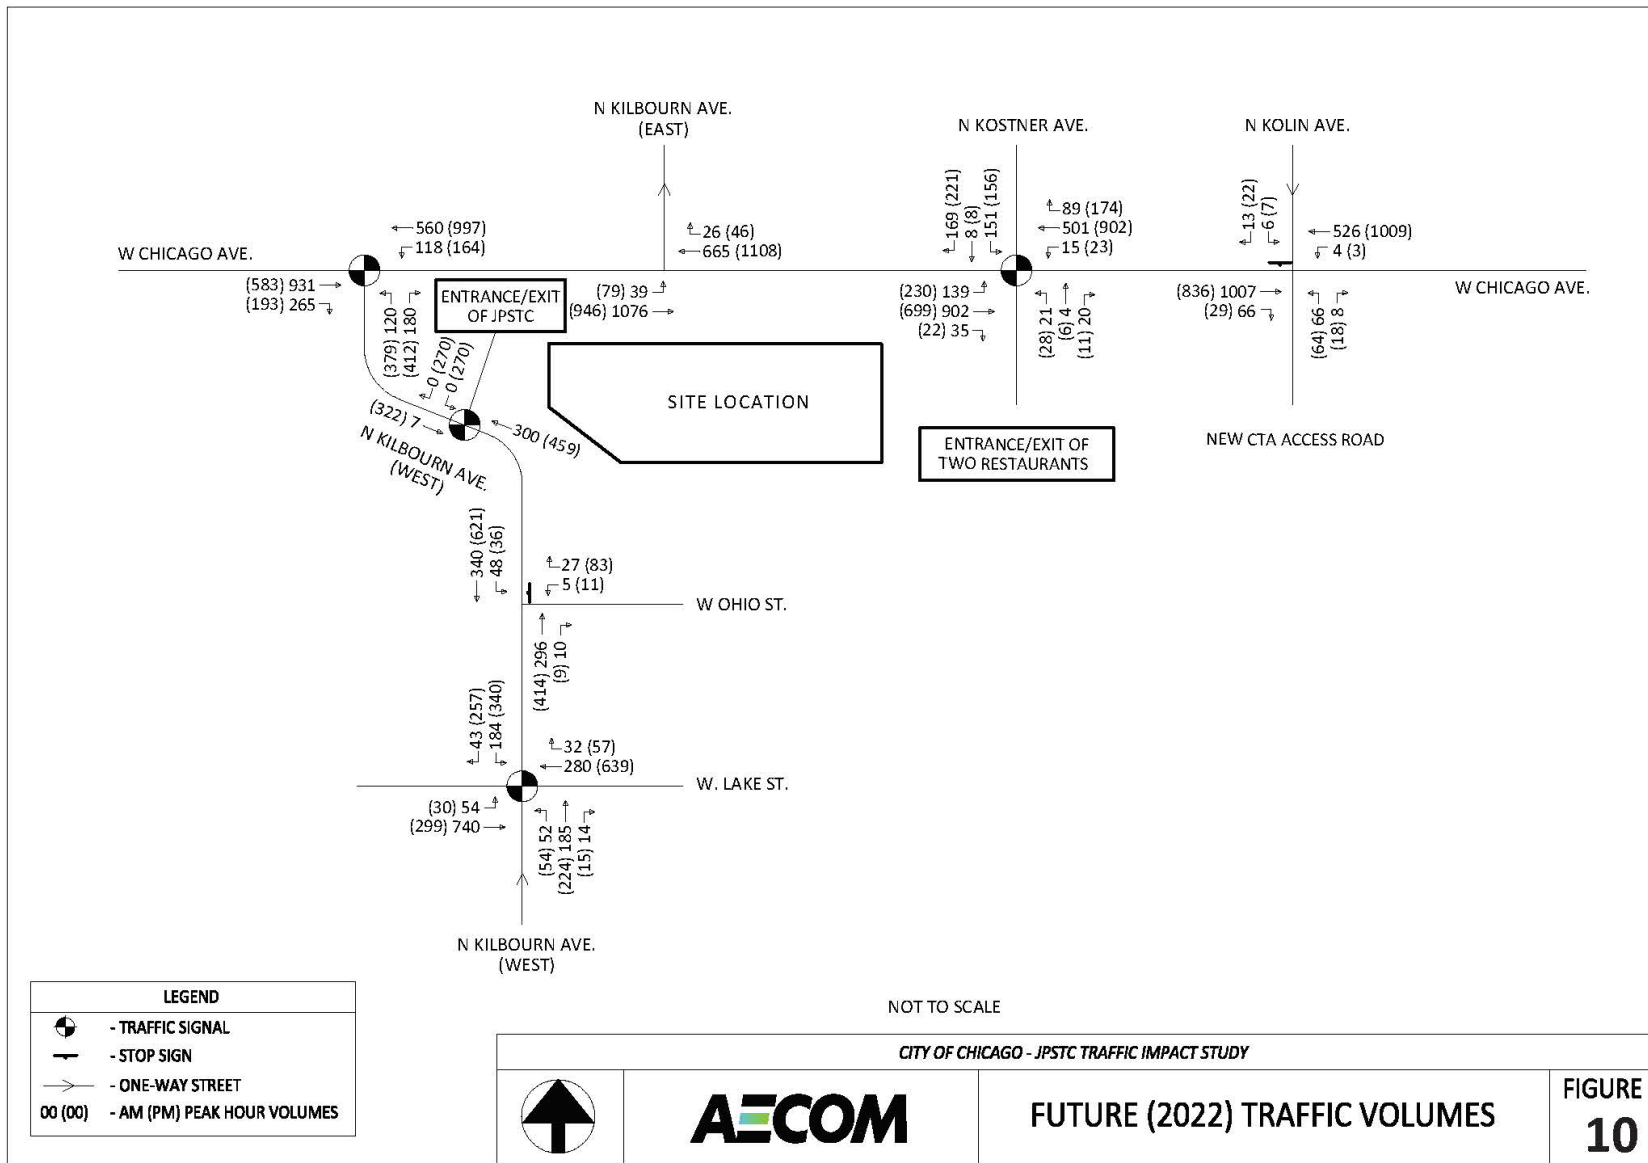 N KILBOURN AVE.
(EAST)
N KOSTNER AVE.
N KOLIN AVE.
169 (221)
8 (8)
151 (156)
13 (22)
6 (7)
89 (174)
501 (902)
15 (23)
560 (997)
118 (164)
26 (46)
665 (1108)
526 (1009)
4 (3)
W CHICAGO AVE.
W CHICAGO AVE.
(583) 931
(193) 265
ENTRANCE/EXIT
OF JPSTC
(79) 39
(946) 1076
(230) 139
(699) 902
(22) 35
(836) 1007
(29) 66
(379) 120
(412) 180
(28) 21
(6) 4
(11) 20
(64) 66
(18) 8
0 (270)
0 (270)
SITE LOCATION
(322) 7
300 (459)
N KILBOURN AVE.
(WEST)
ENTRANCE/EXIT OF
TWO RESTAURANTS
NEW CTA ACCESS ROAD
340 (621)
48 (36)
27 (83)
5 (11)
W OHIO ST.
(414) 296
(9) 10
43 (257)
184 (340)
32 (57)
280 (639)
W. LAKE ST.
(30) 54
(299) 740
(54) 52
(224) 185
(15) 14
N KILBOURN AVE.
(WEST)
LEGEND
- TRAFFIC SIGNAL
- STOP SIGN
- ONE-WAY STREET
00 (00) - AM (PM) PEAK HOUR VOLUMES
NOT TO SCALE
CITY OF CHICAGO - JPSTC TRAFFIC IMPACT STUDY
AECOM
FUTURE (2022) TRAFFIC VOLUMES
FIGURE
10